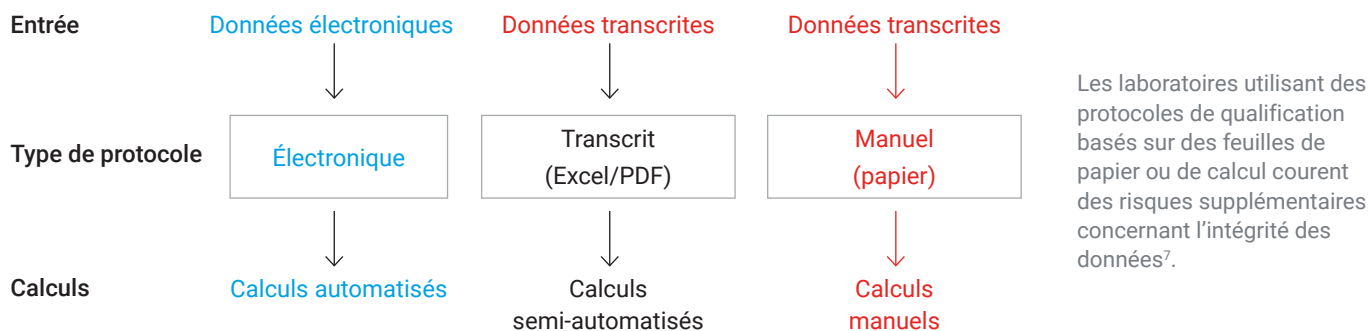 Entrée
Données électroniques
Données transcrites
Données transcrites
Type de protocole
Électronique
Transcrit
(Excel/PDF)
Manuel
(papier)
Calculs
Calculs automatisés
Calculs
semi-automatisés
Calculs
manuels
Les laboratoires utilisant des
protocoles de qualification
basés sur des feuilles de
papier ou de calcul courent
des risques supplémentaires
concernant l’intégrité des
données⁷.